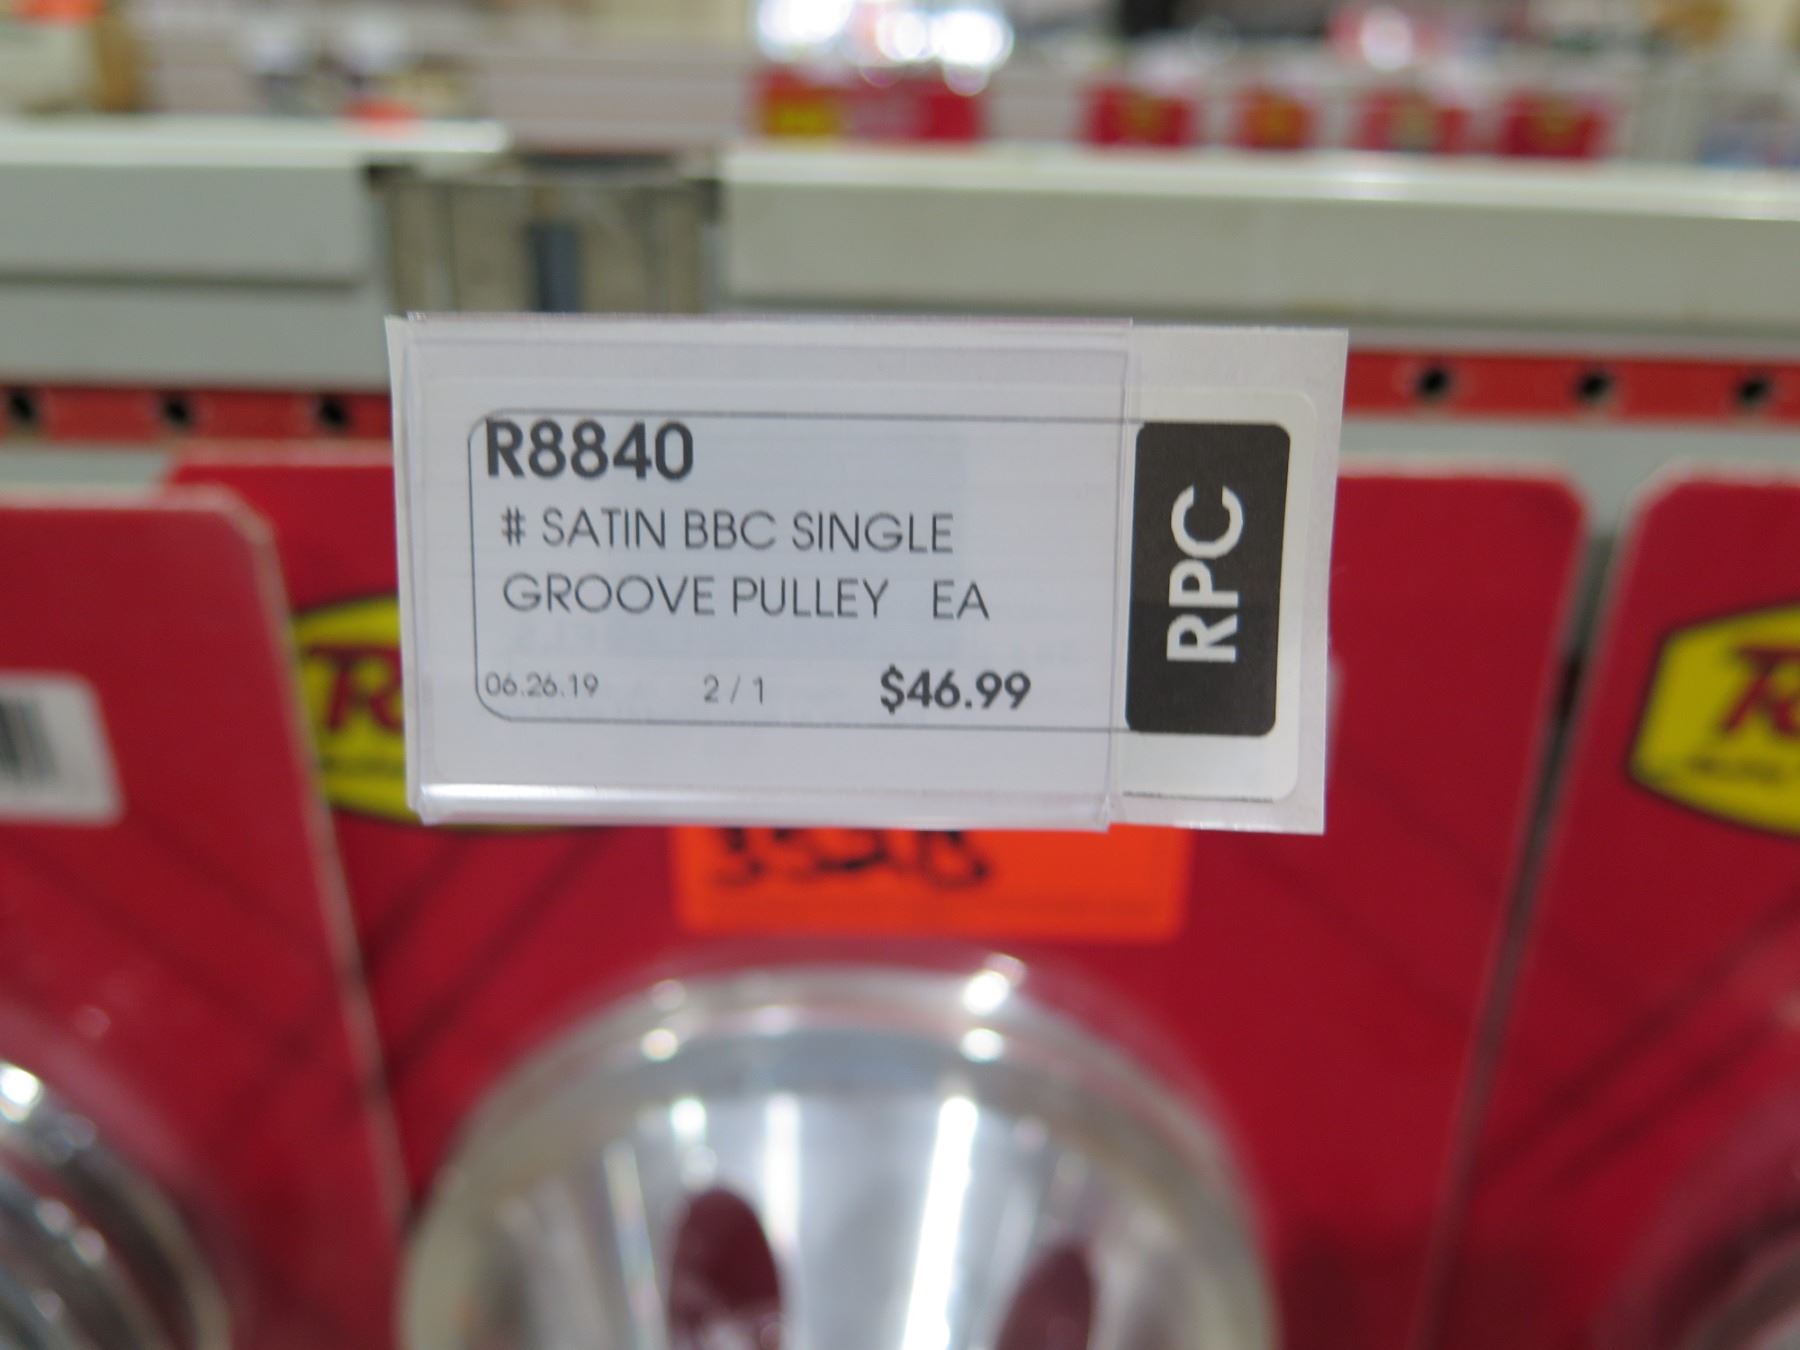 R8840
# SATIN BBC SINGLE
GROOVE PULLEY EA
06.26.19 2/1 $46.99
RPC